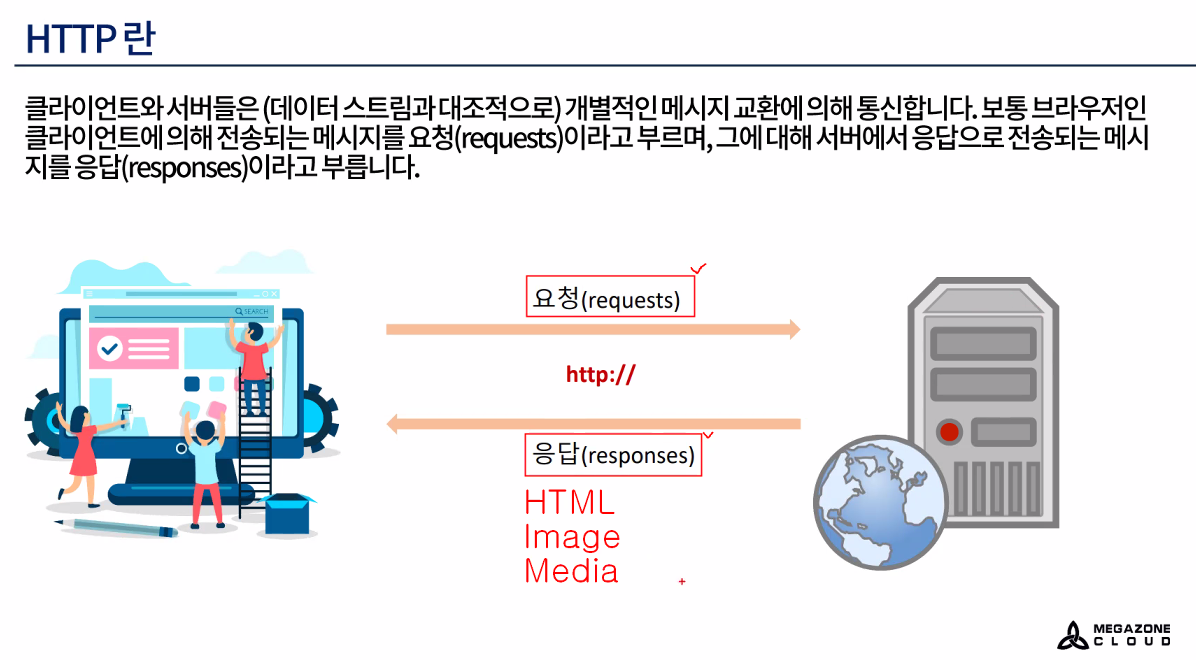 HTTP 란
클라이언트와 서버들은 (데이터 스트림과 대조적으로) 개별적인 메시지 교환에 의해 통신합니다. 보통 브라우저인
클라이언트에 의해 전송되는 메시지를 요청(requests)이라고 부르며, 그에 대해 서버에서 응답으로 전송되는 메시
지를 응답(responses)이라고 부릅니다.
SEARCH
요청(requests)
http://
응답(responses)
HTML
Image
Media
MEGAZONE
CLOUD